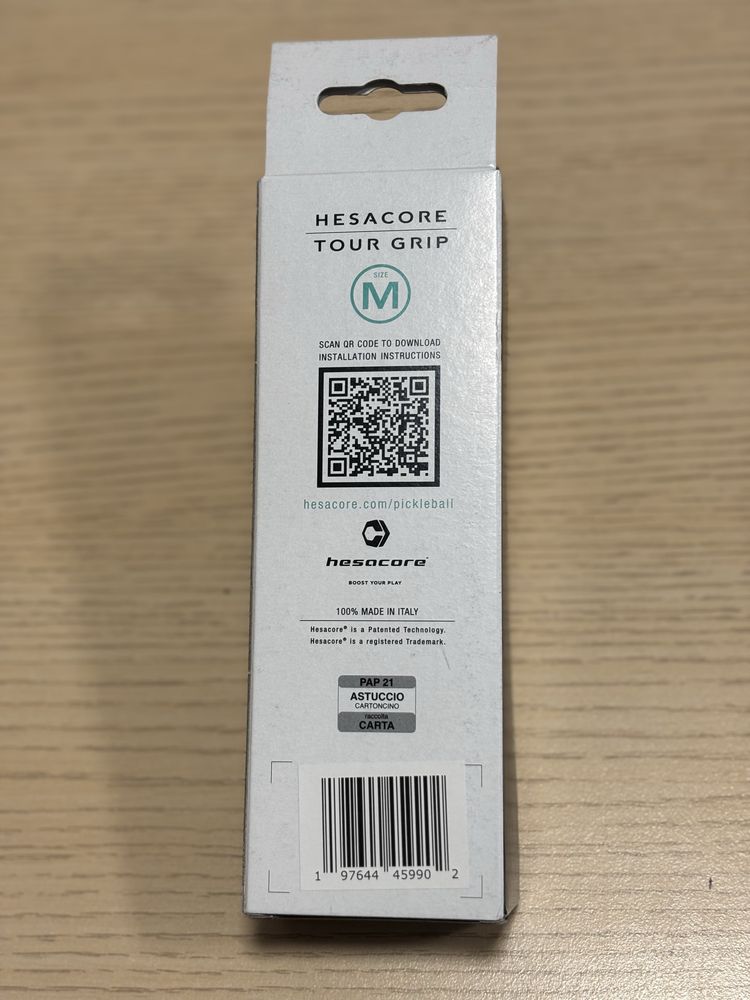 HESACORE
TOUR GRIP
SIZE
M
SCAN QR CODE TO DOWNLOAD
INSTALLATION INSTRUCTIONS
hesacore.com/pickleball
hesacore®
BOOST YOUR PLAY
100% MADE IN ITALY
Hesacore® is a Patented Technology.
Hesacore® is a registered Trademark.
PAP 21
ASTUCCIO
CARTONCINO
raccolta
CARTA
1 97644 45990 2